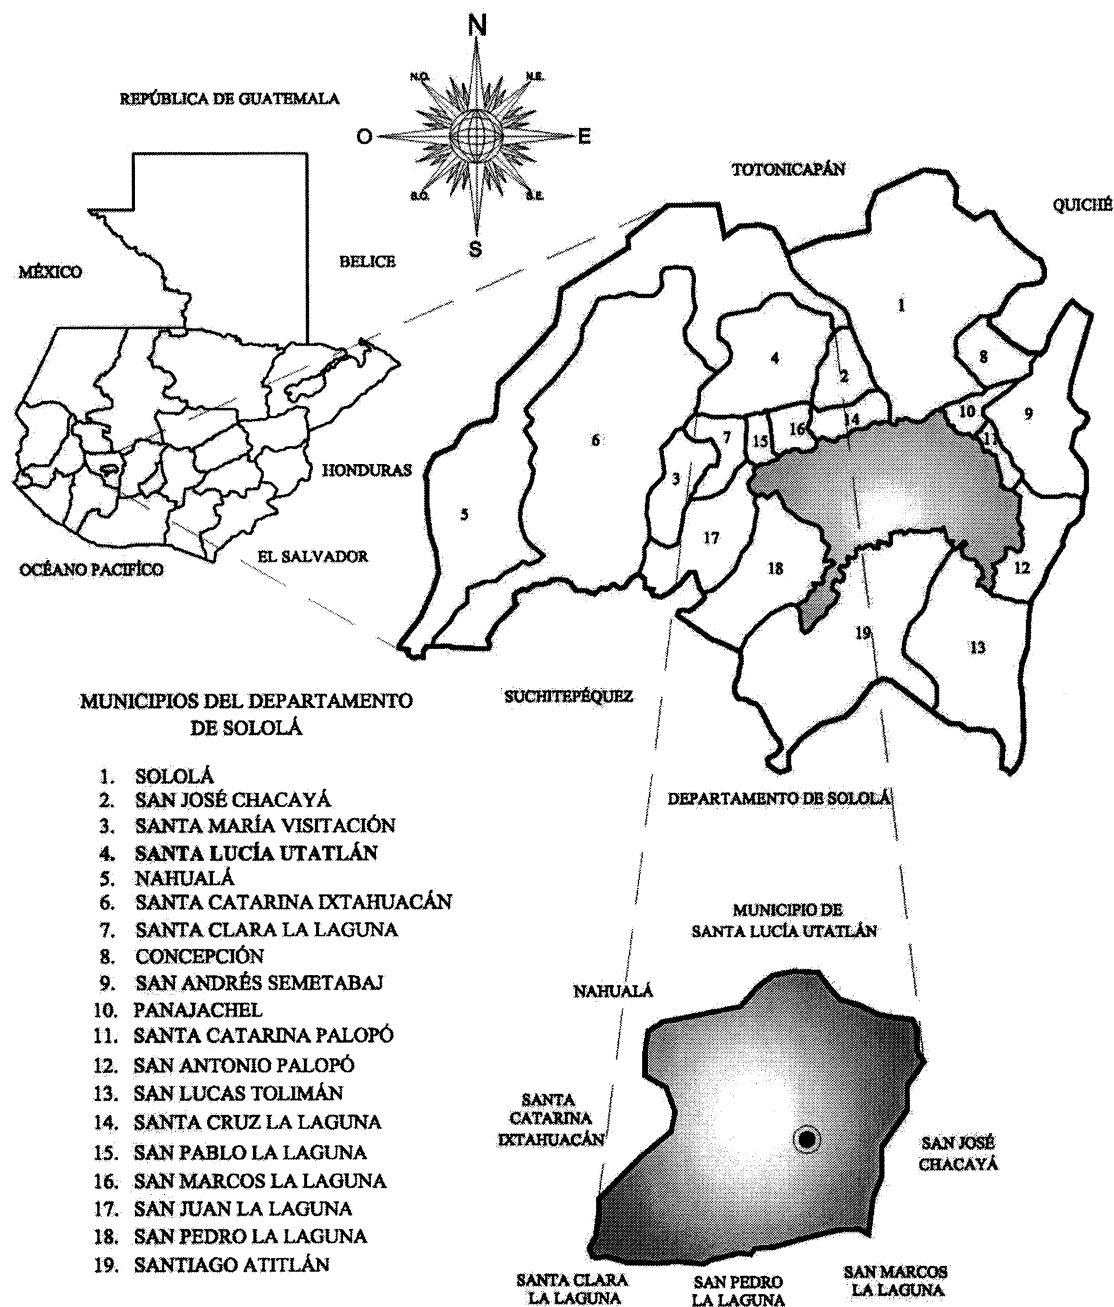 N
N.O.
N.E.
O
E
S.O.
S.E.
S
REPÚBLICA DE GUATEMALA
MÉXICO
BELICE
HONDURAS
EL SALVADOR
OCÉANO PACIFÍCO
TOTONICAPÁN
QUICHÉ
1
8
4
2
9
10
14
11
16
15
7
6
3
5
17
18
12
19
13
SUCHITEPÉQUEZ
DEPARTAMENTO DE SOLOLÁ
MUNICIPIOS DEL DEPARTAMENTO
DE SOLOLÁ
1. SOLOLÁ
2. SAN JOSÉ CHACAYÁ
3. SANTA MARÍA VISITACIÓN
4. SANTA LUCÍA UTATLÁN
5. NAHUALÁ
6. SANTA CATARINA IXTAHUACÁN
7. SANTA CLARA LA LAGUNA
8. CONCEPCIÓN
9. SAN ANDRÉS SEMETABAJ
10. PANAJACHEL
11. SANTA CATARINA PALOPÓ
12. SAN ANTONIO PALOPÓ
13. SAN LUCAS TOLIMÁN
14. SANTA CRUZ LA LAGUNA
15. SAN PABLO LA LAGUNA
16. SAN MARCOS LA LAGUNA
17. SAN JUAN LA LAGUNA
18. SAN PEDRO LA LAGUNA
19. SANTIAGO ATITLÁN
MUNICIPIO DE
SANTA LUCÍA UTATLÁN
NAHUALÁ
SANTA
CATARINA
IXTAHUACÁN
SAN JOSÉ
CHACAYÁ
SANTA CLARA
LA LAGUNA
SAN PEDRO
LA LAGUNA
SAN MARCOS
LA LAGUNA